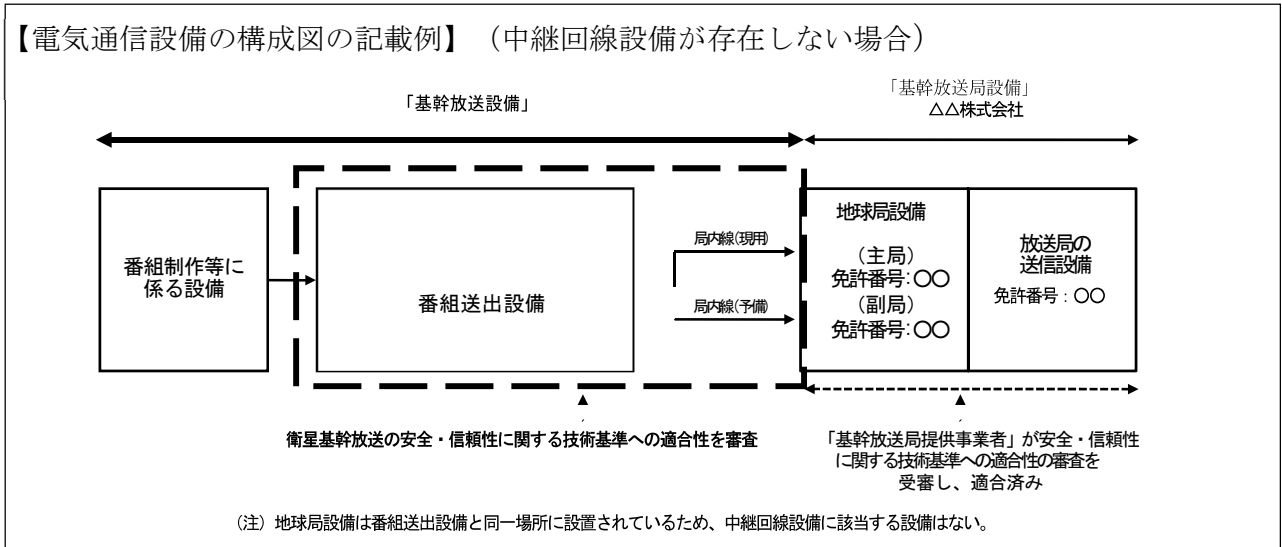 【電気通信設備の構成図の記載例】（中継回線設備が存在しない場合）
「基幹放送設備」
「基幹放送局設備」
△△株式会社
番組制作等に
係る設備
番組送出設備
局内線(現用)
局内線(予備)
地球局設備
（主局）
免許番号:〇〇
（副局）
免許番号:〇〇
放送局の
送信設備
免許番号：〇〇
衛星基幹放送の安全・信頼性に関する技術基準への適合性を審査
「基幹放送局提供事業者」が安全・信頼性
に関する技術基準への適合性の審査を
受審し、適合済み
（注）地球局設備は番組送出設備と同一場所に設置されているため、中継回線設備に該当する設備はない。